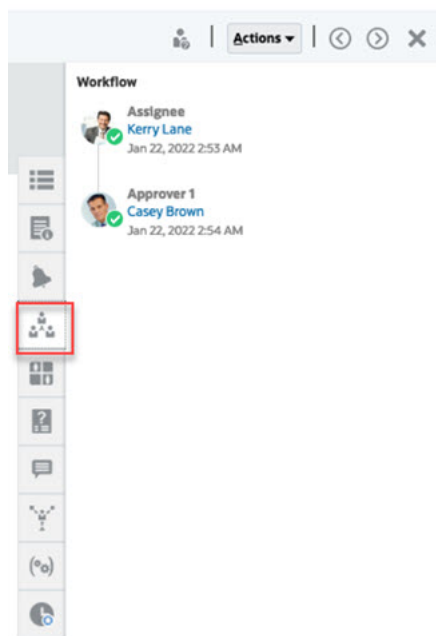 Actions
Workflow
Assignee
Kerry Lane
Jan 22, 2022 2:53 AM
Approver 1
Casey Brown
Jan 22, 2022 2:54 AM